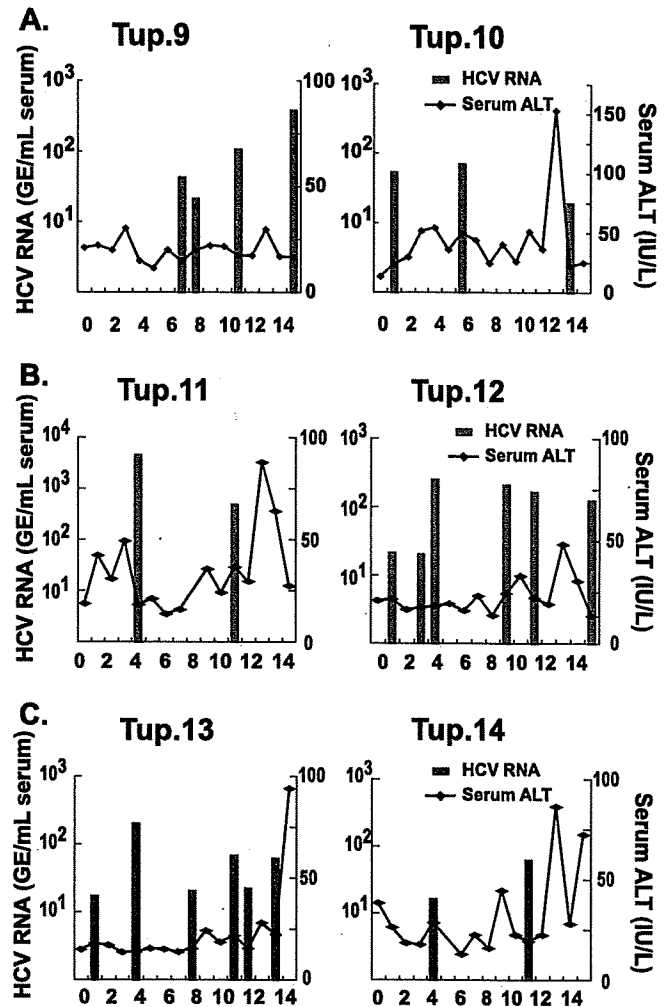 A.
Tup.9
Tup.10
HCV RNA (GE/mL serum)
10³
10²
10¹
100
50
0
0 2 4 6 8 10 12 14
10³
10²
10¹
HCV RNA
Serum ALT
150
100
50
0
Serum ALT (IU/L)
0 2 4 6 8 10 12 14
B.
Tup.11
Tup.12
HCV RNA (GE/mL serum)
10⁴
10³
10²
10¹
100
50
0
0 2 4 6 8 10 12 14
10³
10²
10¹
HCV RNA
Serum ALT
100
50
0
Serum ALT (IU/L)
0 2 4 6 8 10 12 14
C.
Tup.13
Tup.14
HCV RNA (GE/mL serum)
10³
10²
10¹
100
50
0
0 2 4 6 8 10 12 14
10³
10²
10¹
HCV RNA
Serum ALT
100
50
0
Serum ALT (IU/L)
0 2 4 6 8 10 12 14